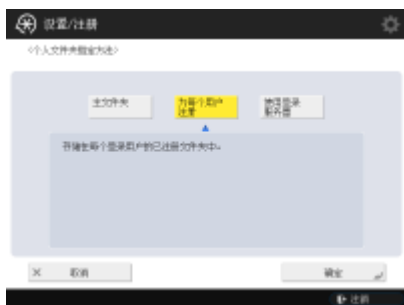 设置/注册
<个人文件夹指定方法>
主文件夹
为每个用户
注册
使用登录
服务器
存储在每个登录用户的已注册文件夹中。
× 取消
确定
注销